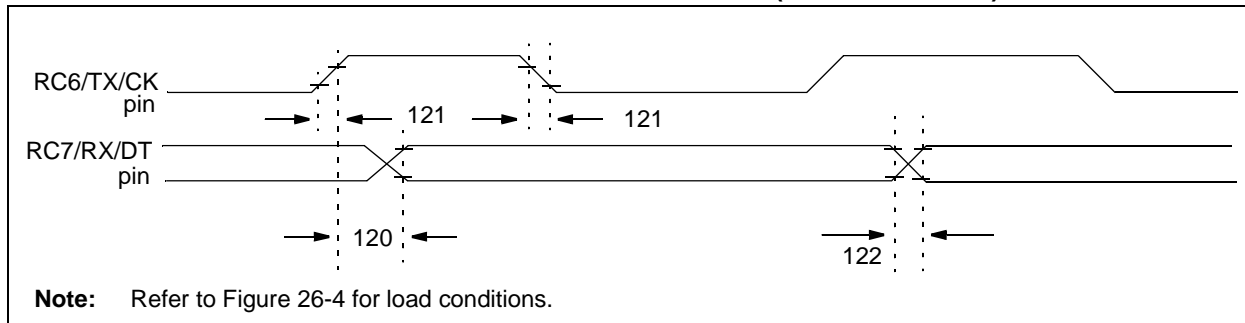 RC6/TX/CK
pin
121
121
RC7/RX/DT
pin
120
122
Note: Refer to Figure 26-4 for load conditions.